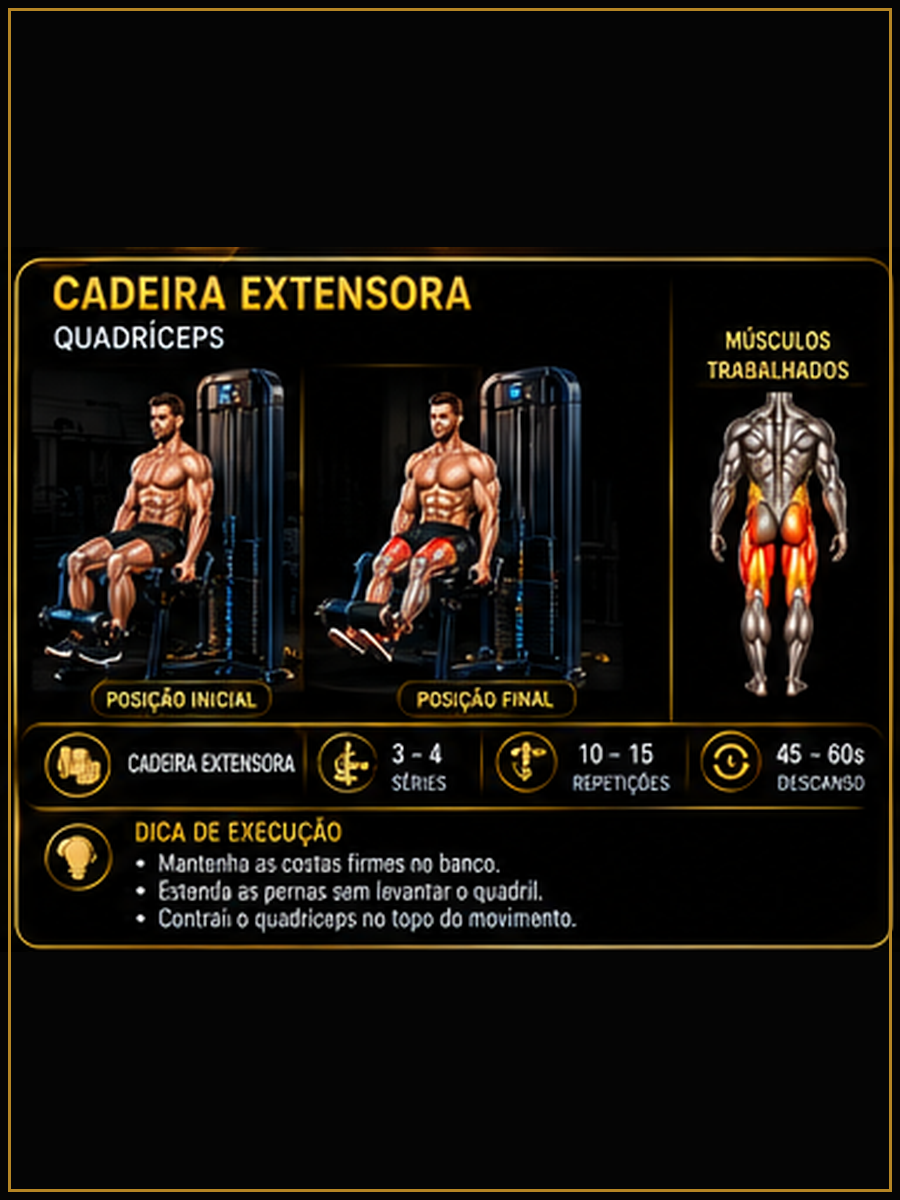 CADEIRA EXTENSORA
QUADRÍCEPS
MÚSCULOS
TRABALHADOS
POSIÇÃO INICIAL
POSIÇÃO FINAL
CADEIRA EXTENSORA
3 – 4
SÉRIES
10 – 15
REPETIÇÕES
45 – 60s
DESCANSO
DICA DE EXECUÇÃO
• Mantenha as costas firmes no banco.
• Estenda as pernas sem levantar o quadril.
• Contrai o quadriceps no topo do movimento.